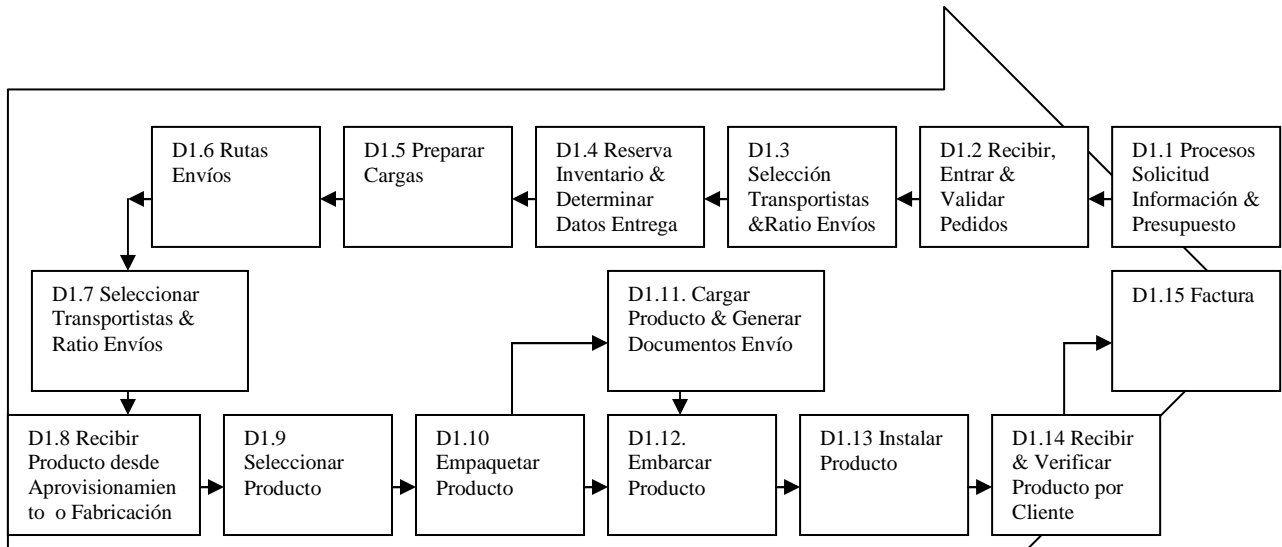 D1.6 Rutas
Envíos
D1.5 Preparar
Cargas
D1.4 Reserva
Inventario &
Determinar
Datos Entrega
D1.3
Selección
Transportistas
&Ratio Envíos
D1.2 Recibir,
Entrar &
Validar
Pedidos
D1.1 Procesos
Solicitud
Información &
Presupuesto
D1.7 Seleccionar
Transportistas &
Ratio Envíos
D1.11. Cargar
Producto & Generar
Documentos Envío
D1.15 Factura
D1.8 Recibir
Producto desde
Aprovisionamien
to o Fabricación
D1.9
Seleccionar
Producto
D1.10
Empaquetar
Producto
D1.12.
Embarcar
Producto
D1.13 Instalar
Producto
D1.14 Recibir
& Verificar
Producto por
Cliente